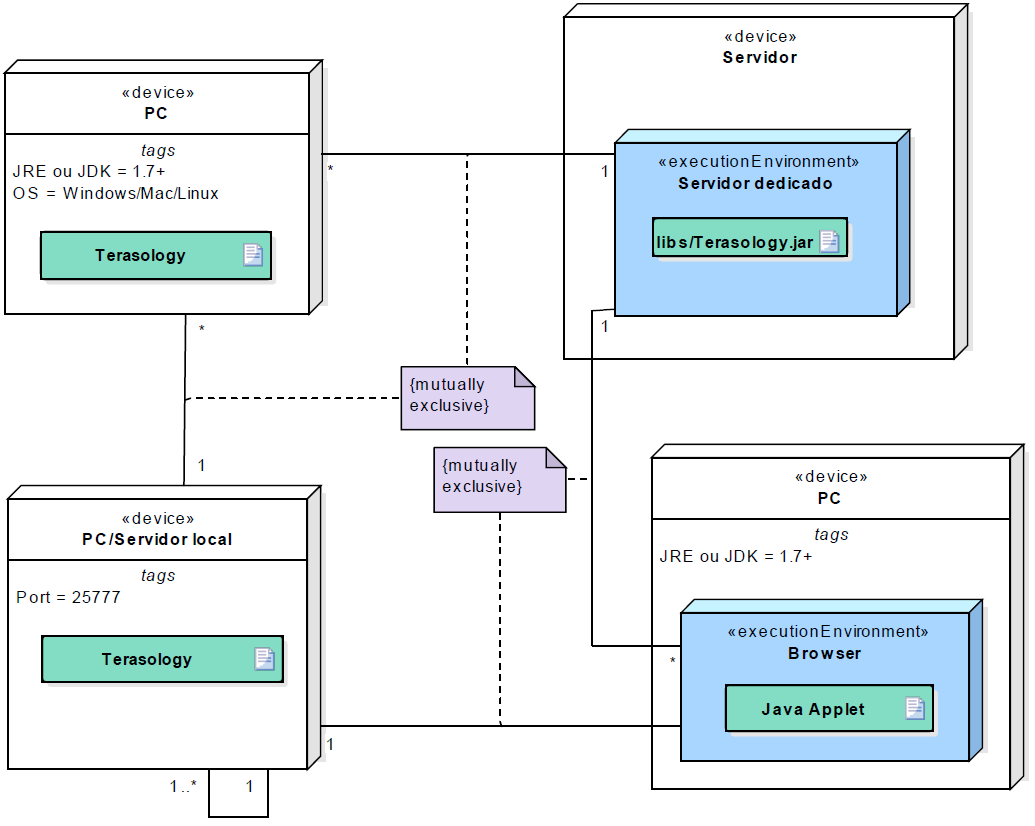 «device»
Servidor
«device»
PC
tags
JRE ou JDK = 1.7+
OS = Windows/Mac/Linux
Terasology
*
1
«executionEnvironment»
Servidor dedicado
libs/Terasology.jar
*
1
{mutually
exclusive}
{mutually
exclusive}
1
«device»
PC/Servidor local
tags
Port = 25777
Terasology
«device»
PC
tags
JRE ou JDK = 1.7+
«executionEnvironment»
Browser
*
Java Applet
1
1..*
1